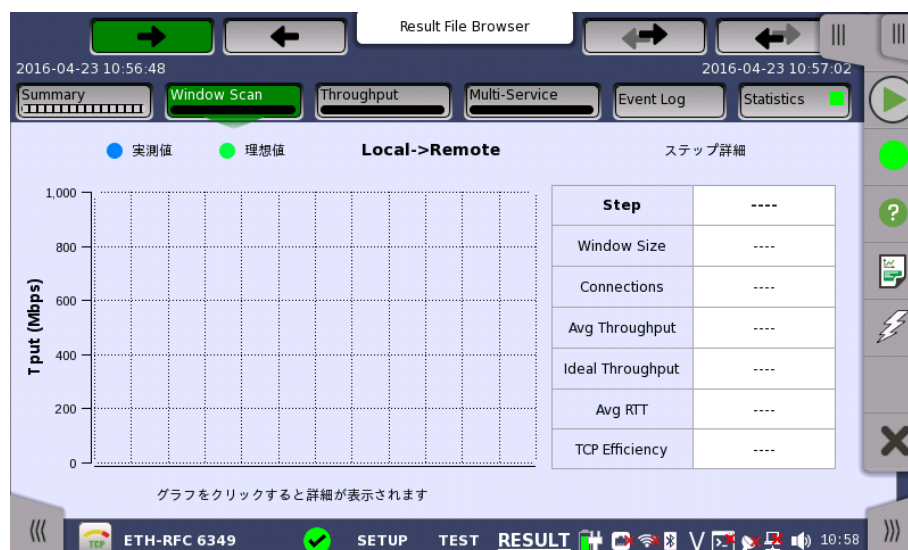 Result File Browser
2016-04-23 10:56:48
2016-04-23 10:57:02
Summary
Window Scan
Throughput
Multi-Service
Event Log
Statistics
実測値
理想値
Local->Remote
ステップ詳細
1,000
800
600
400
200
0
Tput (Mbps)
Step ----
Window Size ----
Connections ----
Avg Throughput ----
Ideal Throughput ----
Avg RTT ----
TCP Efficiency ----
グラフをクリックすると詳細が表示されます
TCP
ETH-RFC 6349
SETUP
TEST
RESULT
V
10:58